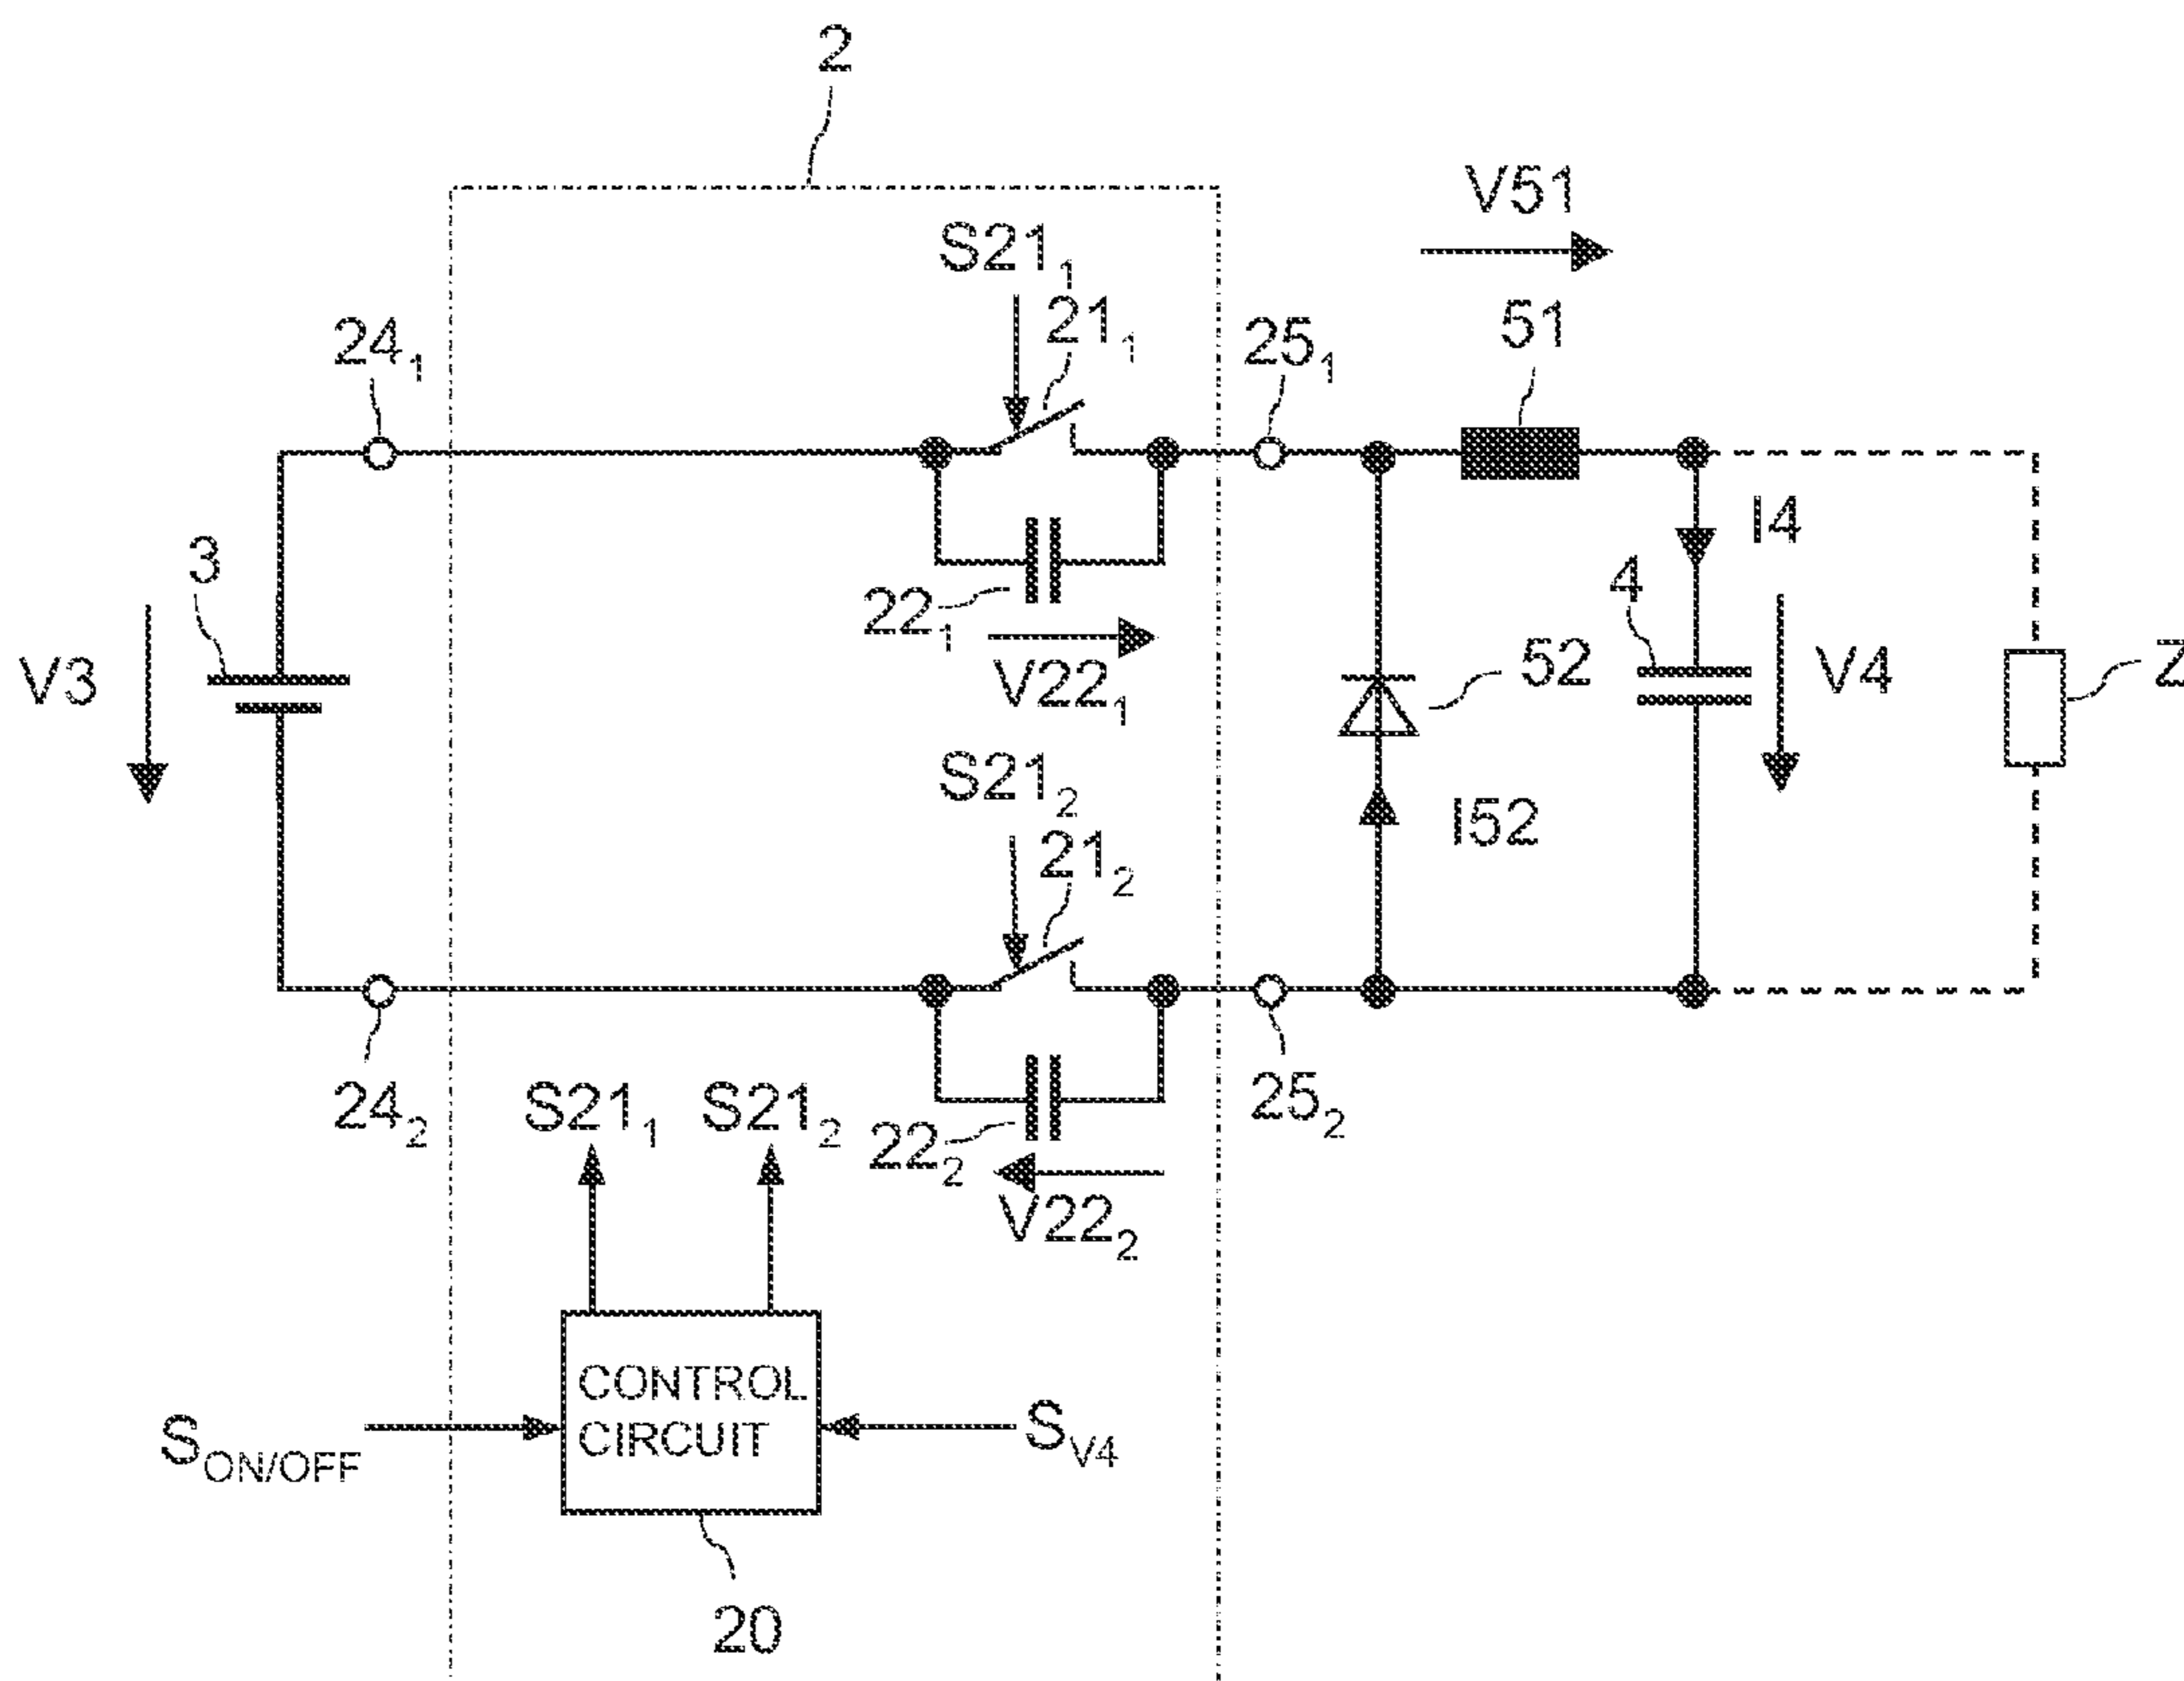 2
V51
S21₁
21₁
51
24₁
25₁
I4
3
4
22₁
V3
V22₁
52
V4
Z
S21₂
I52
21₂
24₂
S21₁
S21₂
22₂
25₂
V22₂
CONTROL
CIRCUIT
S_ON/OFF
S_V4
20